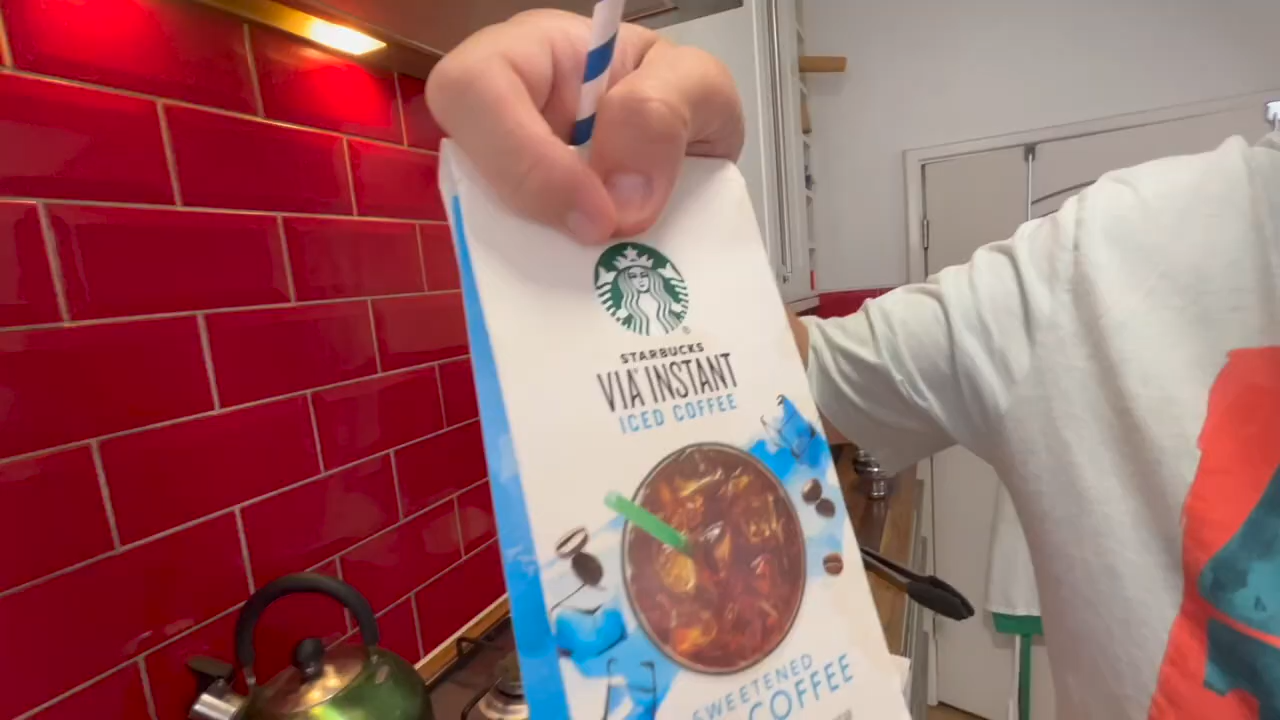 STARBUCKS
VIA® INSTANT
ICED COFFEE
SWEETENED
COFFEE